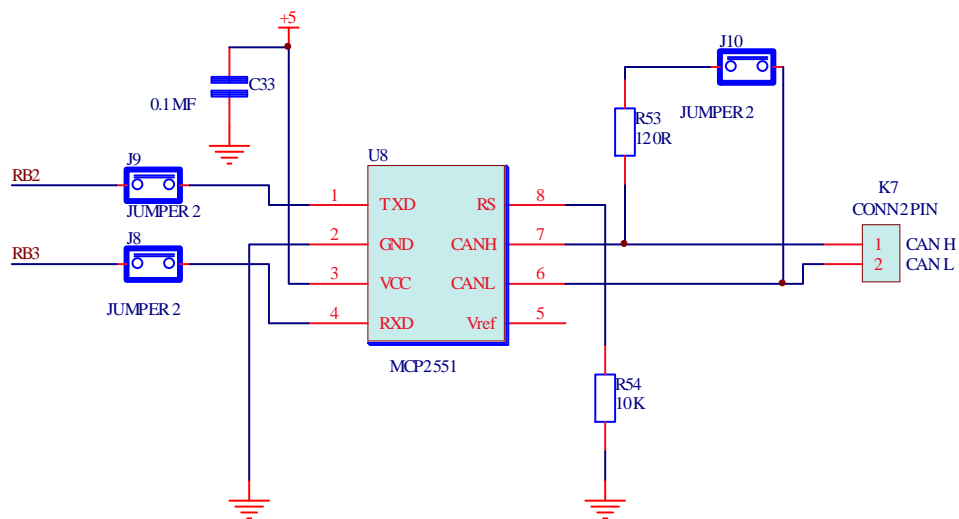 +5
C33
0.1MF
J10
JUMPER2
R53
120R
U8
J9
RB2
JUMPER2
J8
RB3
JUMPER2
1 TXD RS 8
2 GND CANH 7
3 VCC CANL 6
4 RXD Vref 5
MCP2551
K7
CONN2PIN
1 CANH
2 CANL
R54
10K